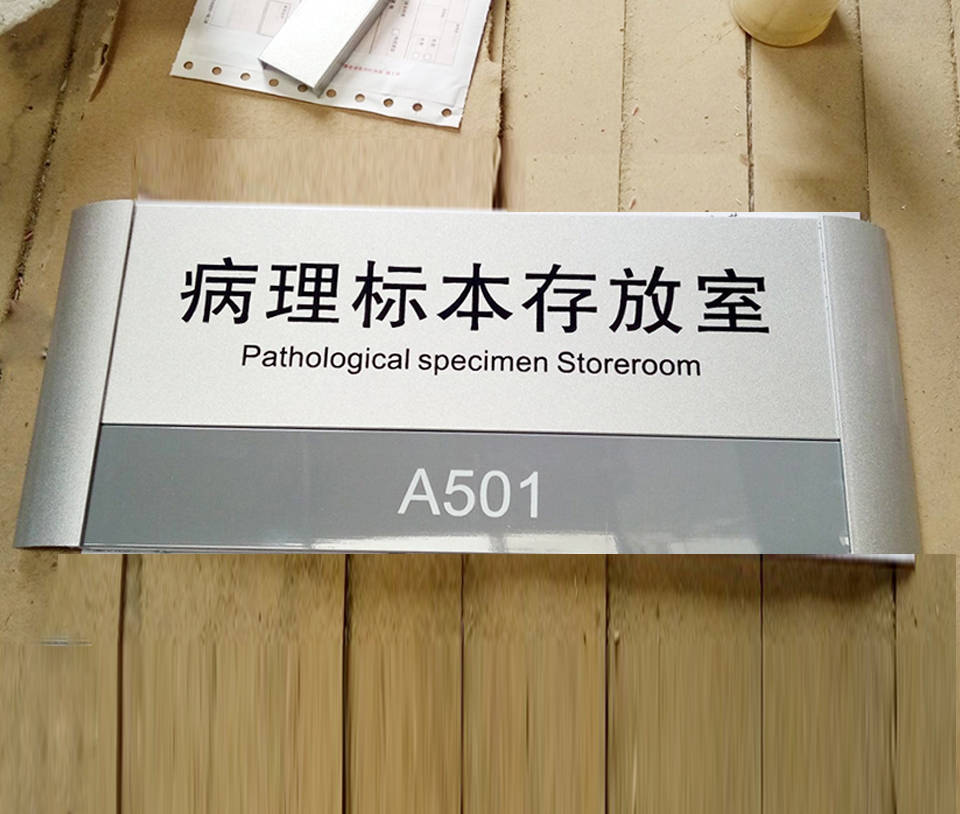 病理标本存放室
Pathological specimen Storeroom
A501